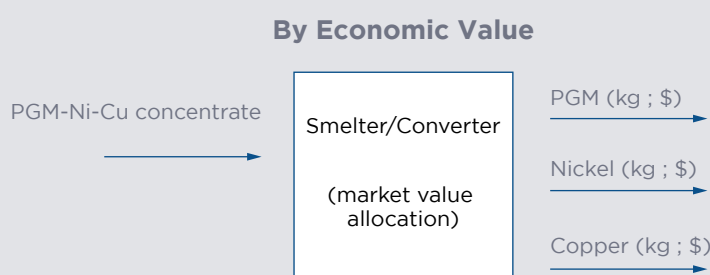 By Economic Value
PGM-Ni-Cu concentrate
Smelter/Converter
(market value
allocation)
PGM (kg ; $)
Nickel (kg ; $)
Copper (kg ; $)